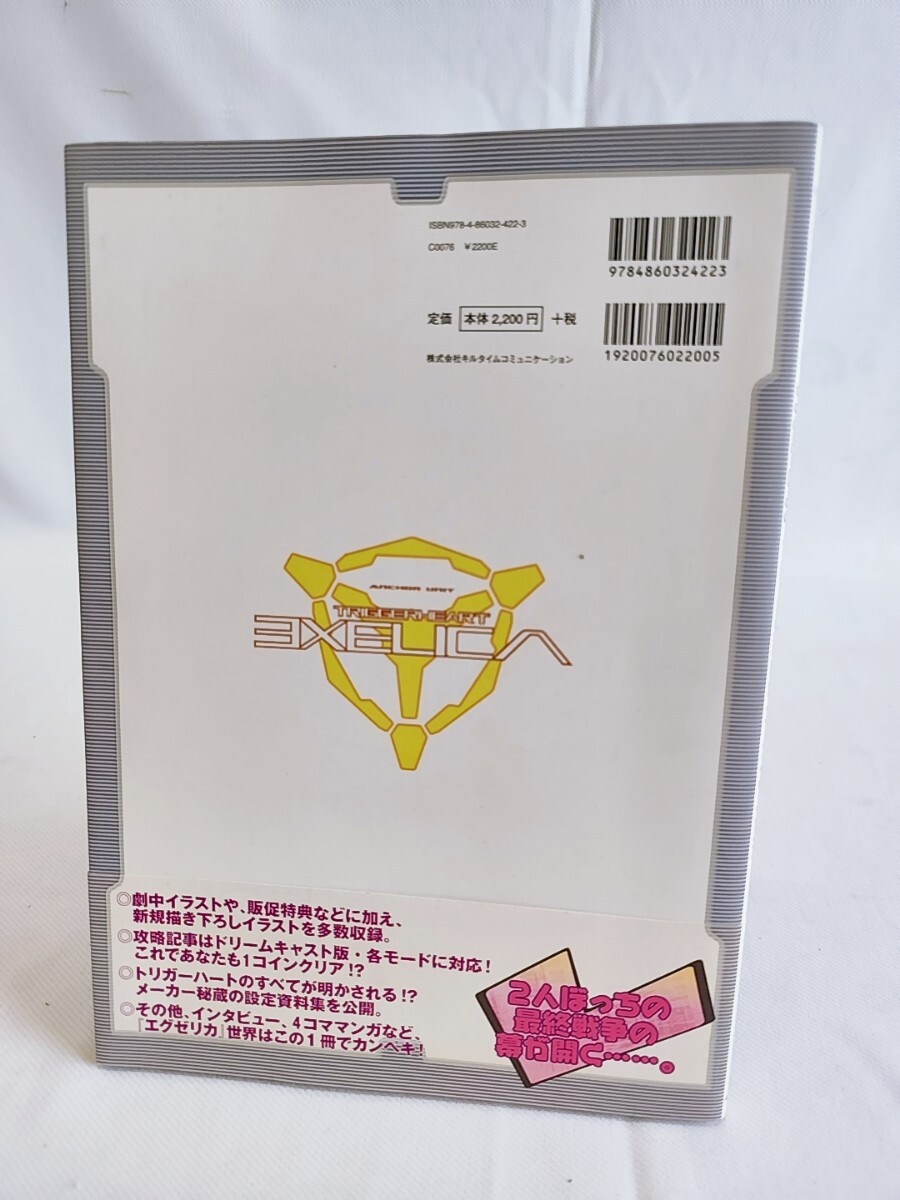 ISBN978-4-86032-422-3
C0076 ¥2200E
9784860324223
定価 本体2,200円 +税
1920076022005
株式会社キルタイムコミュニケーション
ANCHOR UNIT
TRIGGERHEART
EXELICA
◎劇中イラストや、販促特典などに加え、
新規描き下ろしイラストを多数収録。
◎攻略記事はドリームキャスト版・各モードに対応!
これであなたも1コインクリア!?
◎トリガーハートのすべてが明かされる!?
メーカー秘蔵の設定資料集を公開。
◎その他、インタビュー、4コママンガなど、
『エグゼリカ』世界はこの1冊でカンペキ!
2人ぼっちの
最終戦争の
幕が開く……。